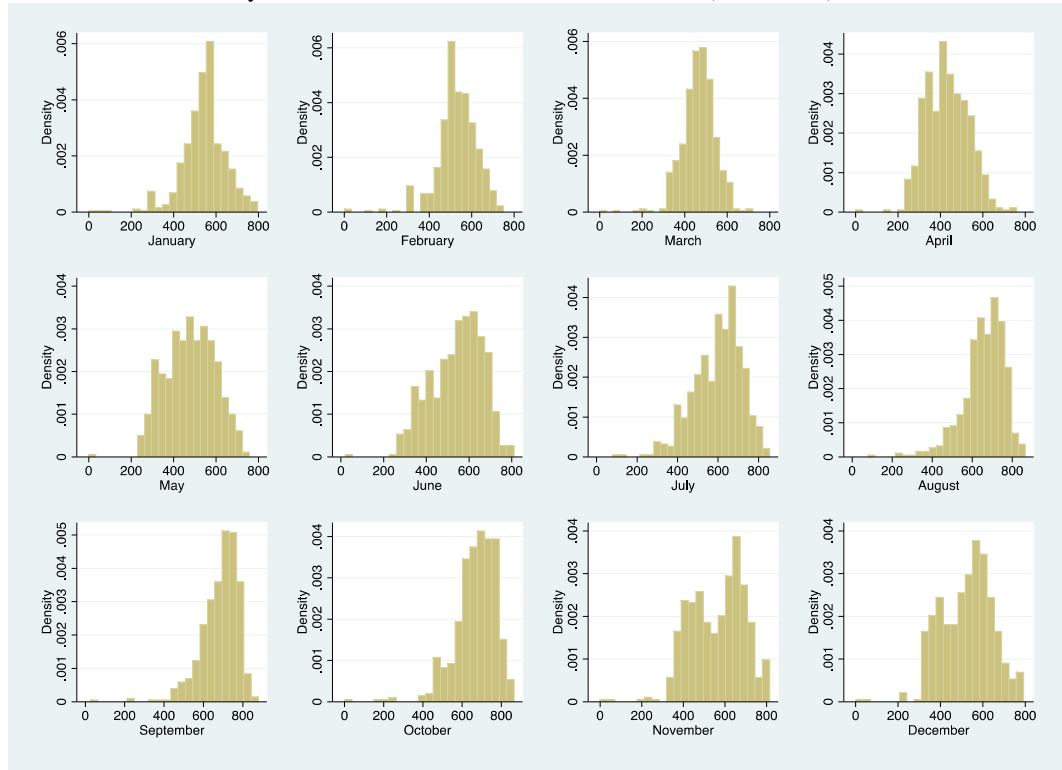 Density
0 .002 .004 .006
0 200 400 600 800
January
Density
0 .002 .004 .006
0 200 400 600 800
February
Density
0 .002 .004 .006
0 200 400 600 800
March
Density
0 .001 .002 .003 .004
0 200 400 600 800
April
Density
0 .001 .002 .003 .004
0 200 400 600 800
May
Density
0 .001 .002 .003 .004
0 200 400 600 800
June
Density
0 .001 .002 .003 .004
0 200 400 600 800
July
Density
0 .001 .002 .003 .004 .005
0 200 400 600 800
August
Density
0 .001 .002 .003 .004 .005
0 200 400 600 800
September
Density
0 .001 .002 .003 .004
0 200 400 600 800
October
Density
0 .001 .002 .003 .004
0 200 400 600 800
November
Density
0 .001 .002 .003 .004
0 200 400 600 800
December